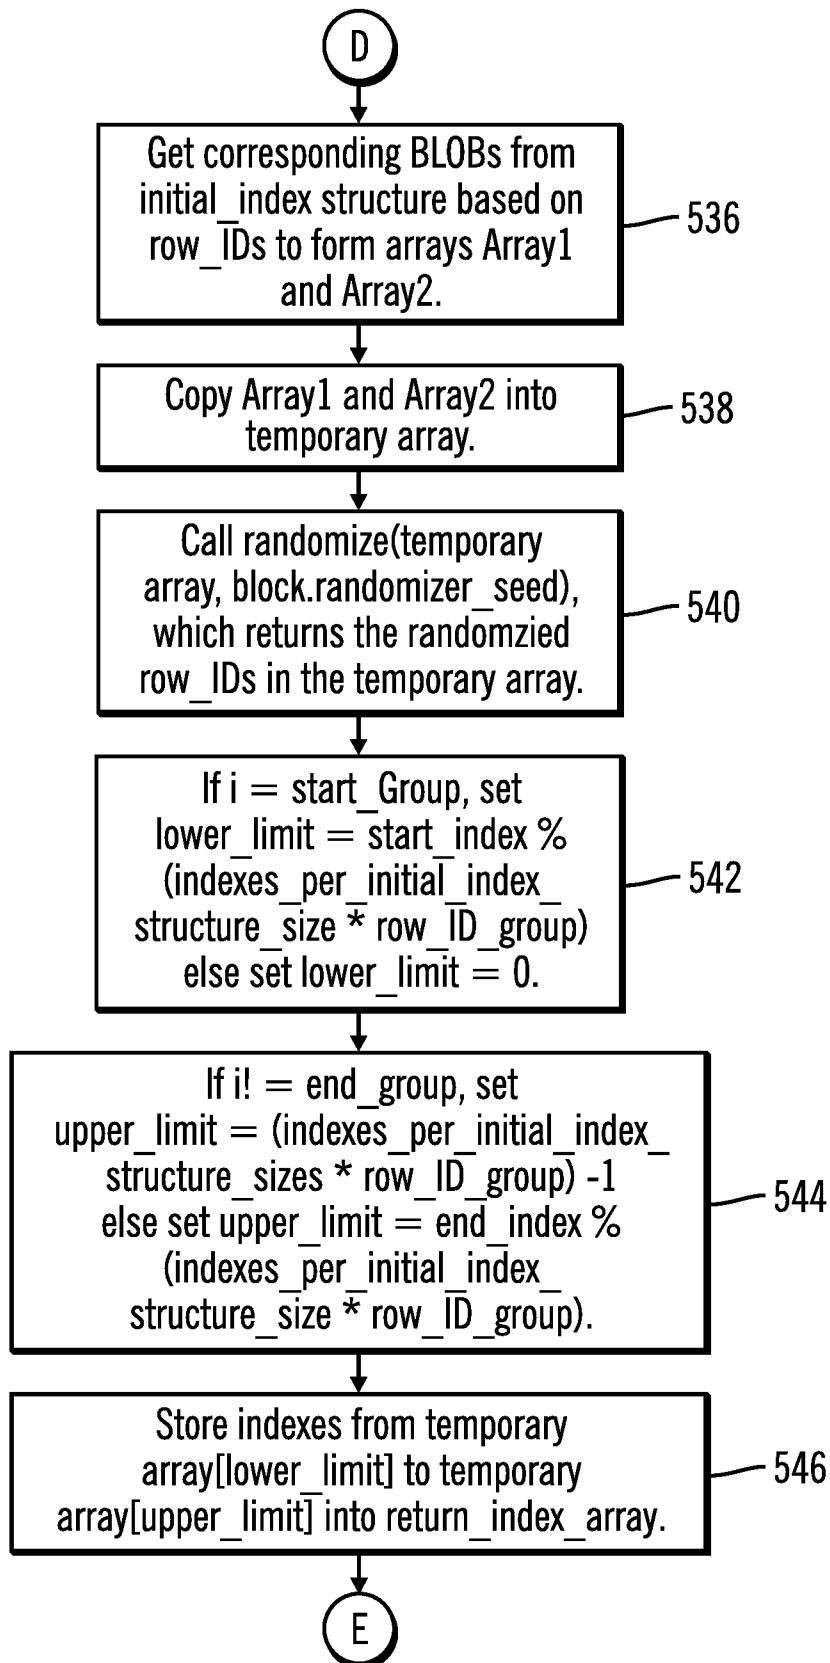 D
Get corresponding BLOBs from
initial_index structure based on
row_IDs to form arrays Array1
and Array2.
536
Copy Array1 and Array2 into
temporary array.
538
Call randomize(temporary
array, block.randomizer_seed),
which returns the randomzied
row_IDs in the temporary array.
540
If i = start_Group, set
lower_limit = start_index %
(indexes_per_initial_index_
structure_size * row_ID_group)
else set lower_limit = 0.
542
If i! = end_group, set
upper_limit = (indexes_per_initial_index_
structure_sizes * row_ID_group) -1
else set upper_limit = end_index %
(indexes_per_initial_index_
structure_size * row_ID_group).
544
Store indexes from temporary
array[lower_limit] to temporary
array[upper_limit] into return_index_array.
546
E